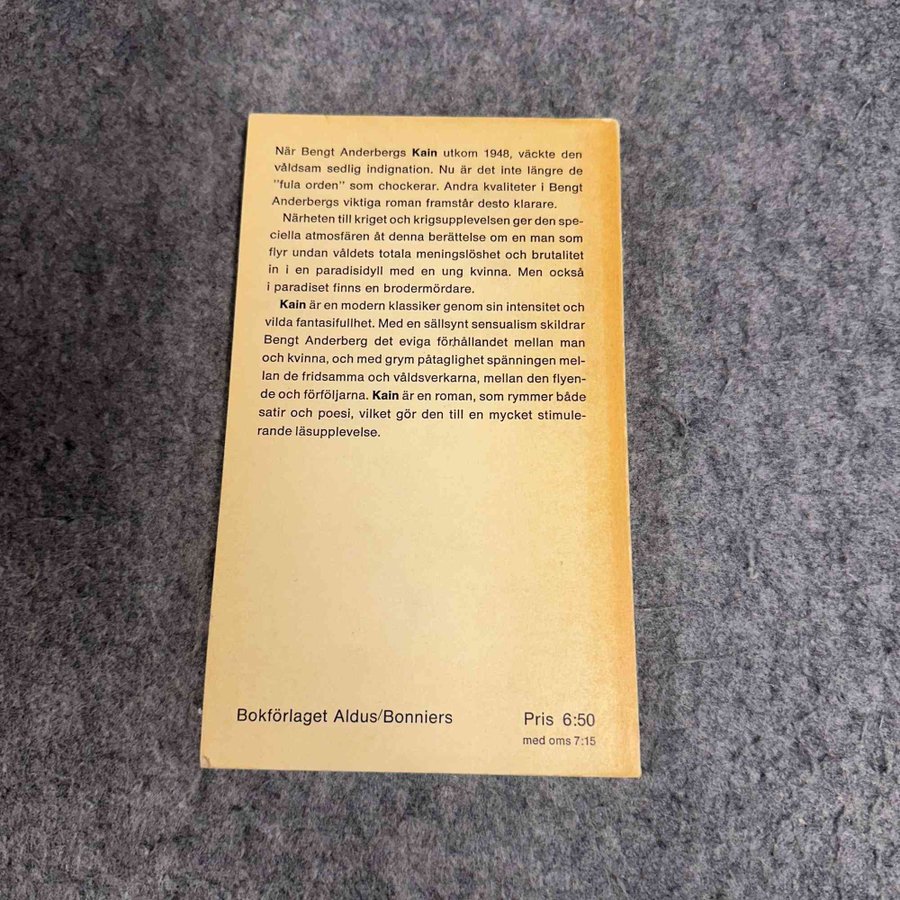 När Bengt Anderbergs Kain utkom 1948, väckte den
våldsam sedlig indignation. Nu är det inte längre de
"fula orden" som chockerar. Andra kvaliteter i Bengt
Anderbergs viktiga roman framstår desto klarare.
Närheten till kriget och krigsupplevelsen ger den spe-
ciella atmosfären åt denna berättelse om en man som
flyr undan våldets totala meningslöshet och brutalitet
in i en paradisidyll med en ung kvinna. Men också
i paradiset finns en brodermördare.
Kain är en modern klassiker genom sin intensitet och
vilda fantasifullhet. Med en sällsynt sensualism skildrar
Bengt Anderberg det eviga förhållandet mellan man
och kvinna, och med grym påtaglighet spänningen mel-
lan de fridsamma och våldsverkarna, mellan den flyen-
de och förföljarna. Kain är en roman, som rymmer både
satir och poesi, vilket gör den till en mycket stimule-
rande läsupplevelse.
Bokförlaget Aldus/Bonniers
Pris 6:50
med oms 7:15